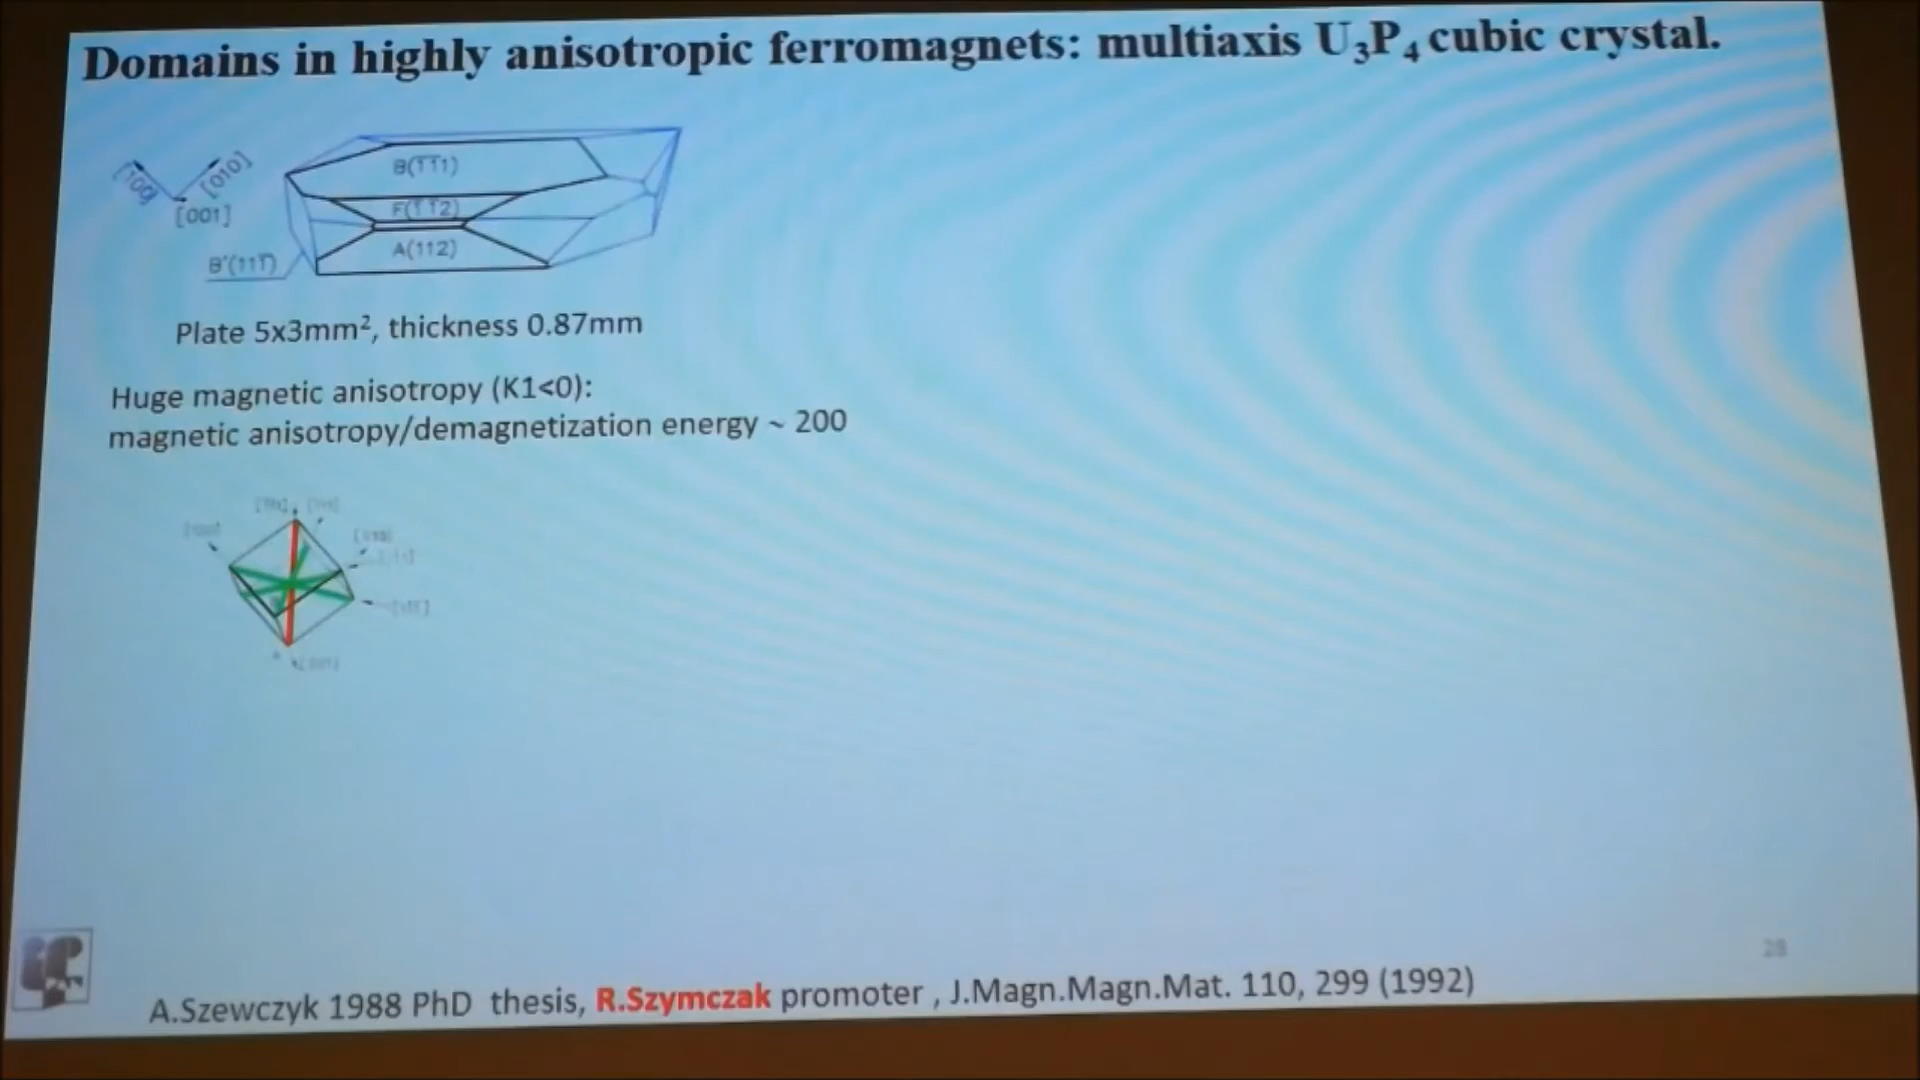 Domains in highly anisotropic ferromagnets: multiaxis U₃P₄ cubic crystal.
B(1̅1̅1)
[100]
[010]
[001]
F(1̅1̅2)
A(112)
B'(111̅)
Plate 5x3mm², thickness 0.87mm
Huge magnetic anisotropy (K1<0):
magnetic anisotropy/demagnetization energy ~ 200
28
A.Szewczyk 1988 PhD thesis, R.Szymczak promoter , J.Magn.Magn.Mat. 110, 299 (1992)